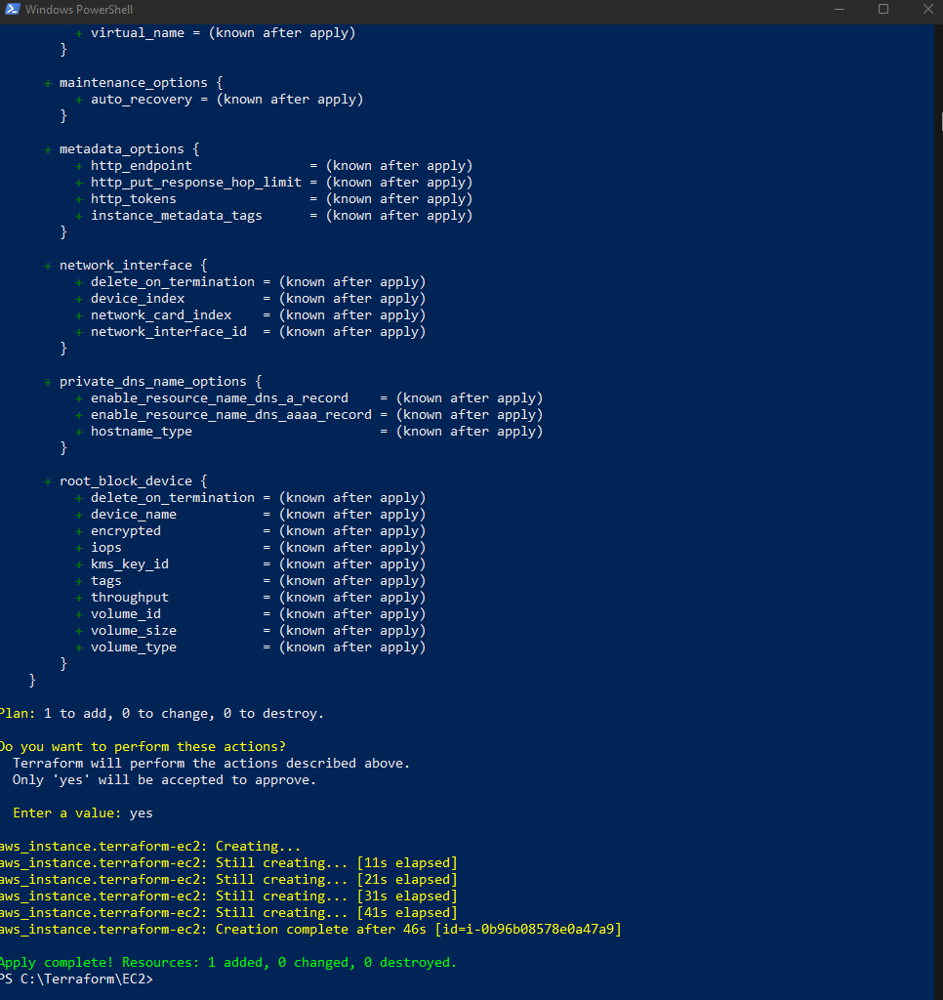 Windows PowerShell
+ virtual_name = (known after apply)
}
+ maintenance_options {
+ auto_recovery = (known after apply)
}
+ metadata_options {
+ http_endpoint = (known after apply)
+ http_put_response_hop_limit = (known after apply)
+ http_tokens = (known after apply)
+ instance_metadata_tags = (known after apply)
}
+ network_interface {
+ delete_on_termination = (known after apply)
+ device_index = (known after apply)
+ network_card_index = (known after apply)
+ network_interface_id = (known after apply)
}
+ private_dns_name_options {
+ enable_resource_name_dns_a_record = (known after apply)
+ enable_resource_name_dns_aaaa_record = (known after apply)
+ hostname_type = (known after apply)
}
+ root_block_device {
+ delete_on_termination = (known after apply)
+ device_name = (known after apply)
+ encrypted = (known after apply)
+ iops = (known after apply)
+ kms_key_id = (known after apply)
+ tags = (known after apply)
+ throughput = (known after apply)
+ volume_id = (known after apply)
+ volume_size = (known after apply)
+ volume_type = (known after apply)
}
}
Plan: 1 to add, 0 to change, 0 to destroy.
Do you want to perform these actions?
Terraform will perform the actions described above.
Only 'yes' will be accepted to approve.
Enter a value: yes
aws_instance.terraform-ec2: Creating...
aws_instance.terraform-ec2: Still creating... [11s elapsed]
aws_instance.terraform-ec2: Still creating... [21s elapsed]
aws_instance.terraform-ec2: Still creating... [31s elapsed]
aws_instance.terraform-ec2: Still creating... [41s elapsed]
aws_instance.terraform-ec2: Creation complete after 46s [id=i-0b96b08578e0a47a9]
Apply complete! Resources: 1 added, 0 changed, 0 destroyed.
PS C:\Terraform\EC2>